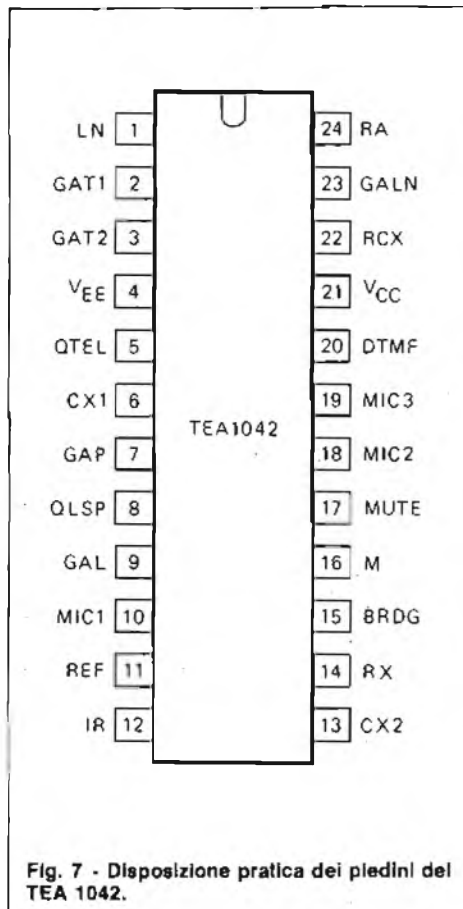 LN 1 24 RA
GAT1 2 23 GALN
GAT2 3 22 RCX
VEE 4 21 VCC
QTEL 5 20 DTMF
CX1 6 19 MIC3
TEA1042
GAP 7 18 MIC2
QLSP 8 17 MUTE
GAL 9 16 M
MIC1 10 15 BRDG
REF 11 14 RX
IR 12 13 CX2
Fig. 7 - Disposizione pratica dei piedini del
TEA 1042.